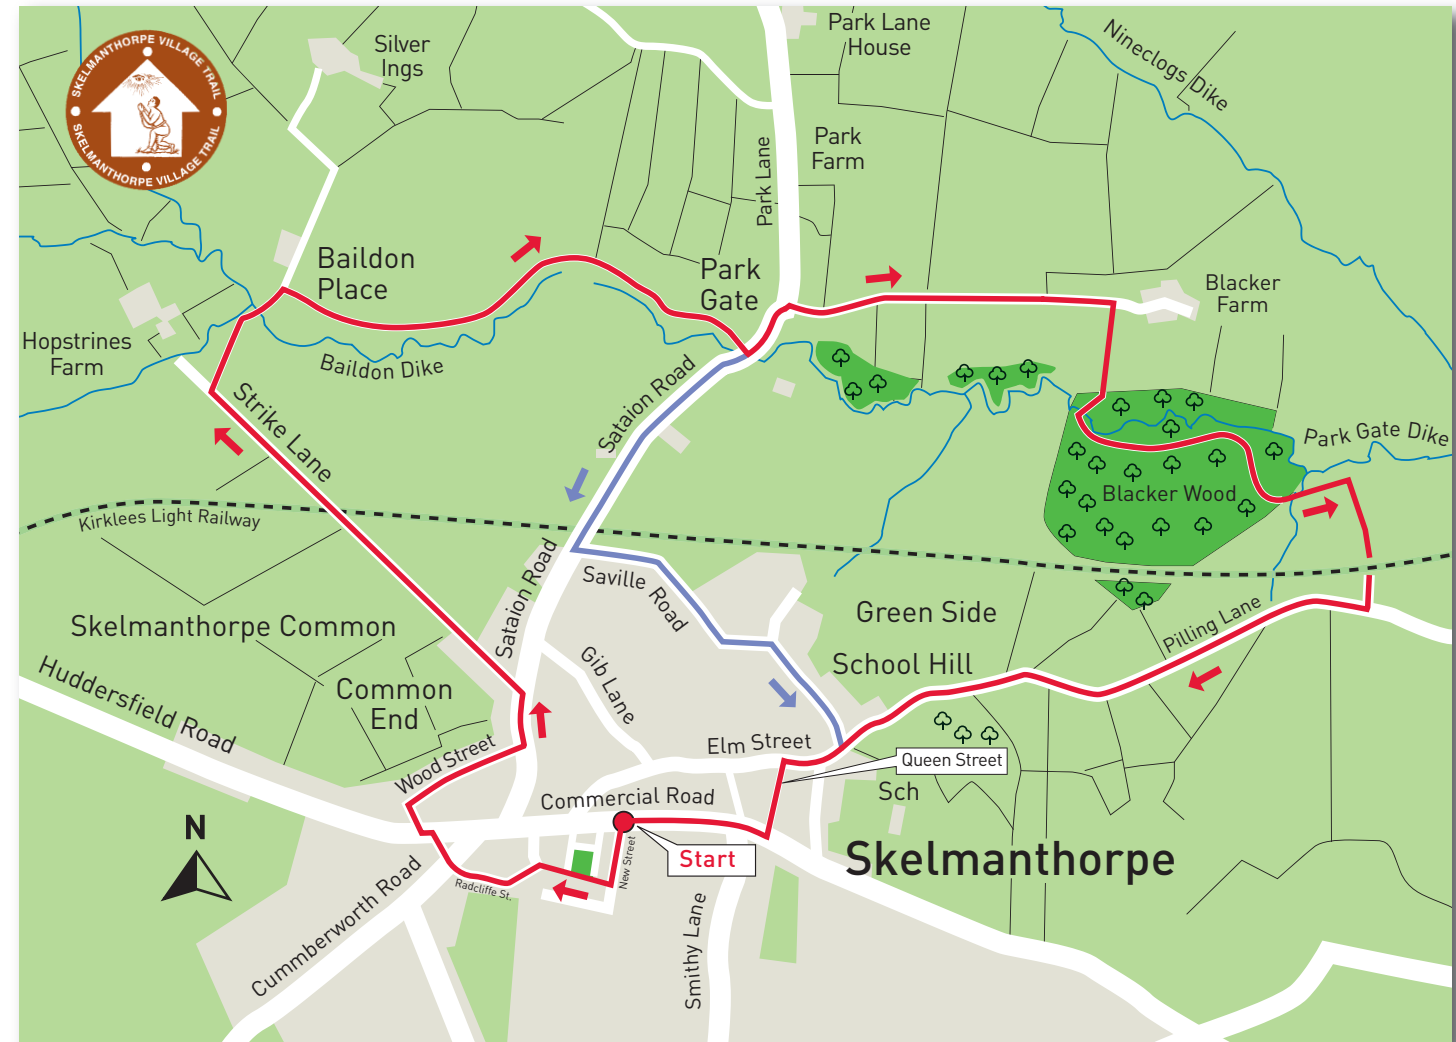 SKELMANTHORPE VILLAGE TRAIL
SKELMANTHORPE VILLAGE TRAIL
Silver
Ings
Park Lane
House
Nineclogs Dike
Park
Farm
Park Lane
Baildon
Place
Park
Gate
Blacker
Farm
Hopstrines
Farm
Baildon Dike
Strike Lane
Sataion Road
Park Gate Dike
Blacker Wood
Kirklees Light Railway
Sataion Road
Saville Road
Green Side
Skelmanthorpe Common
Pilling Lane
School Hill
Gib Lane
Common
End
Huddersfield Road
Wood Street
Elm Street
Queen Street
Sch
Commercial Road
N
Start
Skelmanthorpe
New Street
Radcliffe St.
Cummberworth Road
Smithy Lane